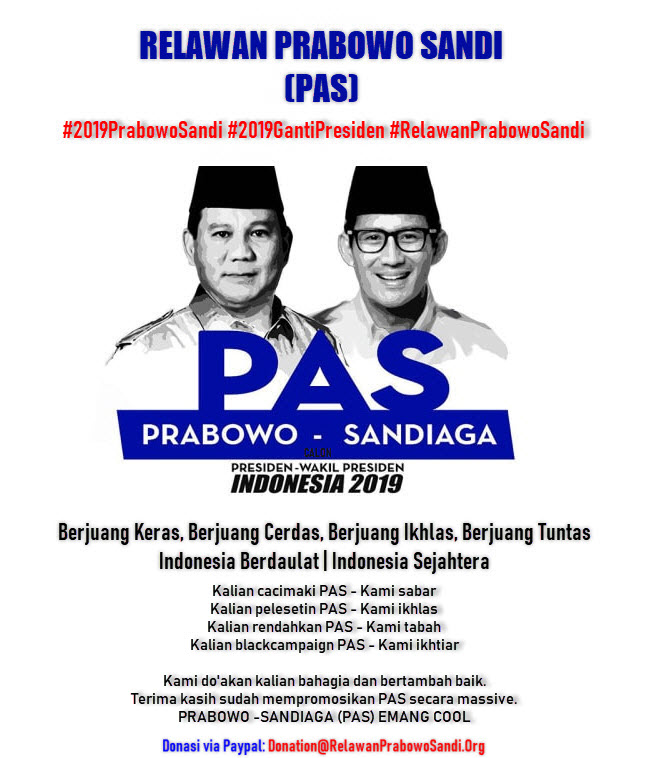 RELAWAN PRABOWO SANDI
(PAS)
#2019PrabowoSandi #2019GantiPresiden #RelawanPrabowoSandi
PAS
PRABOWO - SANDIAGA
CALON
PRESIDEN-WAKIL PRESIDEN
INDONESIA 2019
Berjuang Keras, Berjuang Cerdas, Berjuang Ikhlas, Berjuang Tuntas
Indonesia Berdaulat | Indonesia Sejahtera
Kalian cacimaki PAS - Kami sabar
Kalian pelesetin PAS - Kami ikhlas
Kalian rendahkan PAS - Kami tabah
Kalian blackcampaign PAS - Kami ikhtiar
Kami do'akan kalian bahagia dan bertambah baik.
Terima kasih sudah mempromosikan PAS secara massive.
PRABOWO -SANDIAGA (PAS) EMANG COOL
Donasi via Paypal: Donation@RelawanPrabowoSandi.Org